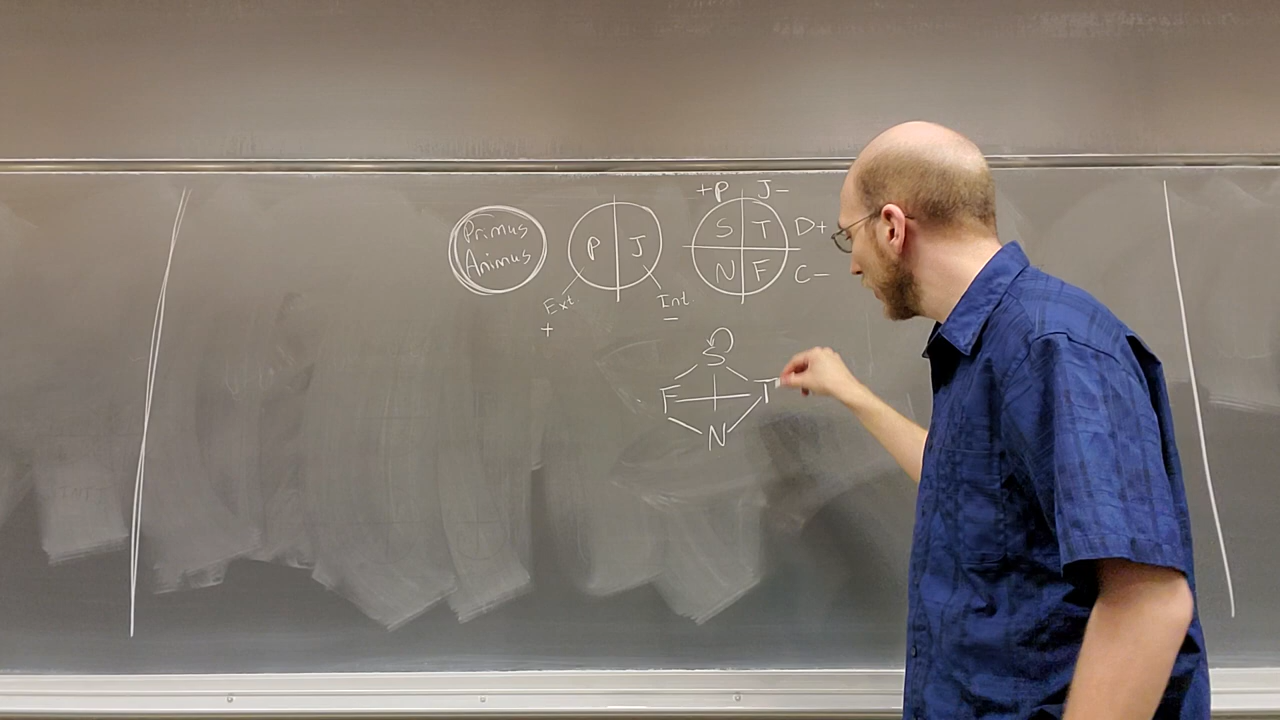 Primus
Animus
P J
Ext.
+
Int.
-
+P J-
S T D+
N F C-
S
F T
N